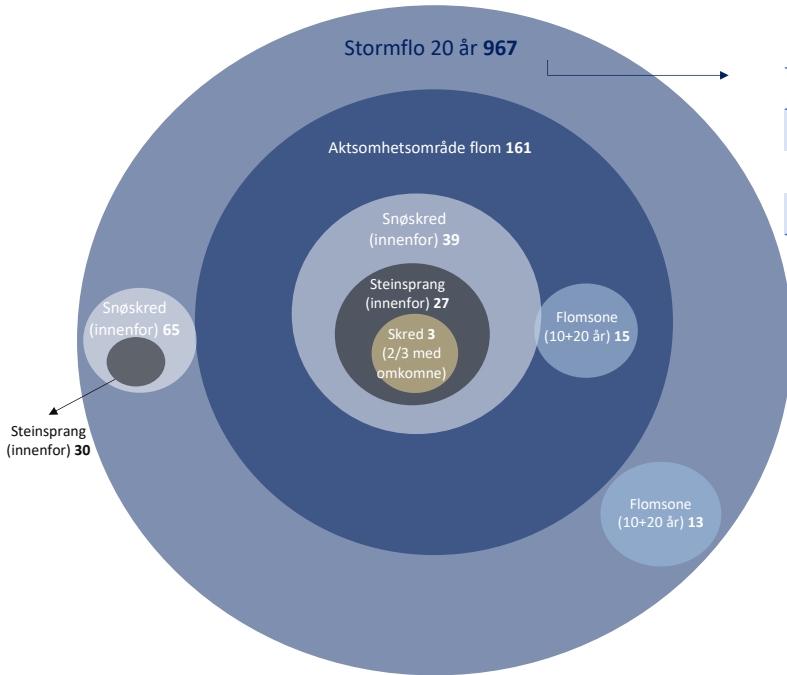 Stormflo 20 år 967
Aktsomhetsområde flom 161
Snøskred
(innenfor) 39
Steinsprang
(innenfor) 27
Skred 3
(2/3 med
omkomne)
Flomsone
(10+20 år) 15
Snøskred
(innenfor) 65
Steinsprang
(innenfor) 30
Flomsone
(10+20 år) 13